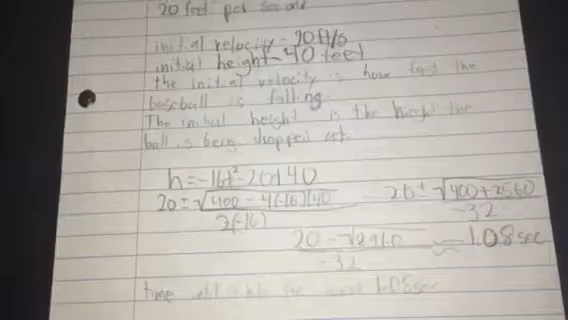 20 feet per second
initial velocity - 20 ft/s
initial height - 40 feet
the initial velocity is how fast the
baseball is falling.
The initial height is the height the
ball is being dropped at.
h=-16t²-20t+40
20±√400-4(-16)(40) 20±√400+2560
2(-16) -32
20-√2960 ≈ 1.08sec
-32
time 1.08sec